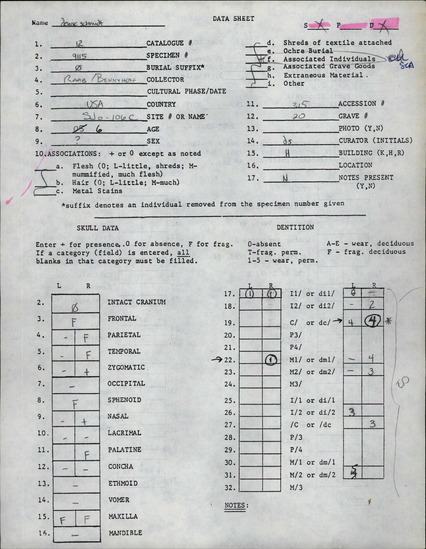 DATA SHEET
Name
S X P D X
1. 12 CATALOGUE #
2. 9115 SPECIMEN #
3. Ø BURIAL SUFFIX*
4. COLLECTOR
5. CULTURAL PHASE/DATE
6. USA COUNTRY
7. SJo-106C SITE # OR NAME
8. 6 AGE
9. ? SEX
10. ASSOCIATIONS: + or 0 except as noted
a. Flesh (0; L-little, shreds; M-
mummified, much flesh)
b. Hair (0; L-little; M-much)
c. Metal Stains
d. Shreds of textile attached
e. Ochre Burial
f. Associated Individuals
g. Associated Grave Goods
h. Extraneous Material
i. Other
11. 345 ACCESSION #
12. 20 GRAVE #
13. PHOTO (Y,N)
14. ds CURATOR (INITIALS)
15. H BUILDING (K,H,R)
16. LOCATION
17. N NOTES PRESENT
(Y,N)
*suffix denotes an individual removed from the specimen number given
SKULL DATA
Enter + for presence, 0 for absence, F for frag.
If a category (field) is entered, all
blanks in that category must be filled.
L R
2. Ø INTACT CRANIUM
3. F FRONTAL
4. - F PARIETAL
5. - F TEMPORAL
6. - + ZYGOMATIC
7. - OCCIPITAL
8. F SPHENOID
9. - + NASAL
10. - - LACRIMAL
11. F PALATINE
12. - - CONCHA
13. - ETHMOID
14. - VOMER
15. F F MAXILLA
16. - MANDIBLE
DENTITION
0-absent A-E - wear, deciduous
T-frag. perm. F - frag. deciduous
1-5 - wear, perm.
L R L R
17. 1 1 I1/ or di1/
18. I2/ or di2/ - 2
19. C/ or dc/ → 4 4 *
20. P3/
21. P4/
→ 22. 1 M1/ or dm1/ - 4
23. M2/ or dm2/ - 3
24. M3/
25. I/1 or di/1
26. I/2 or di/2 3
27. /C or /dc 3
28. P/3
29. P/4
30. M/1 or dm/1
31. M/2 or dm/2
32. M/3
NOTES: